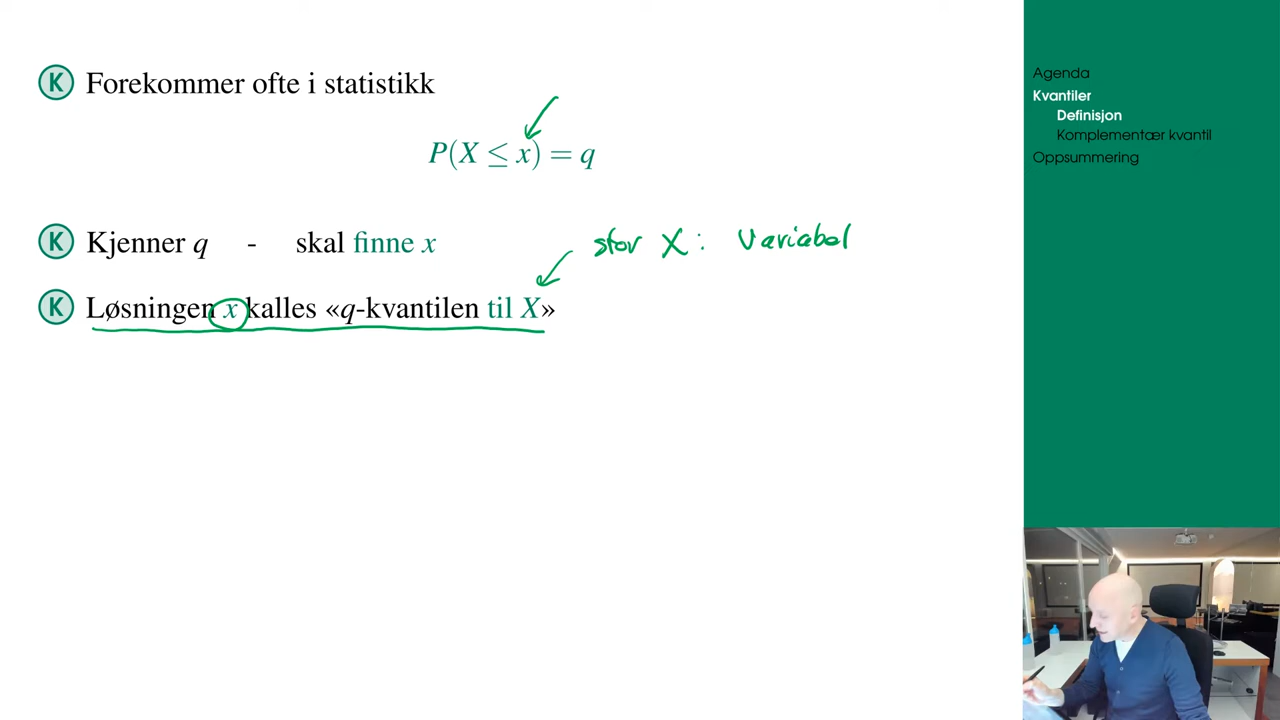 K Forekommer ofte i statistikk
P(X ≤ x) = q
K Kjenner q - skal finne x
stor X: Variabel
K Løsningen x kalles «q-kvantilen til X»
Agenda
Kvantiler
Definisjon
Komplementær kvantil
Oppsummering